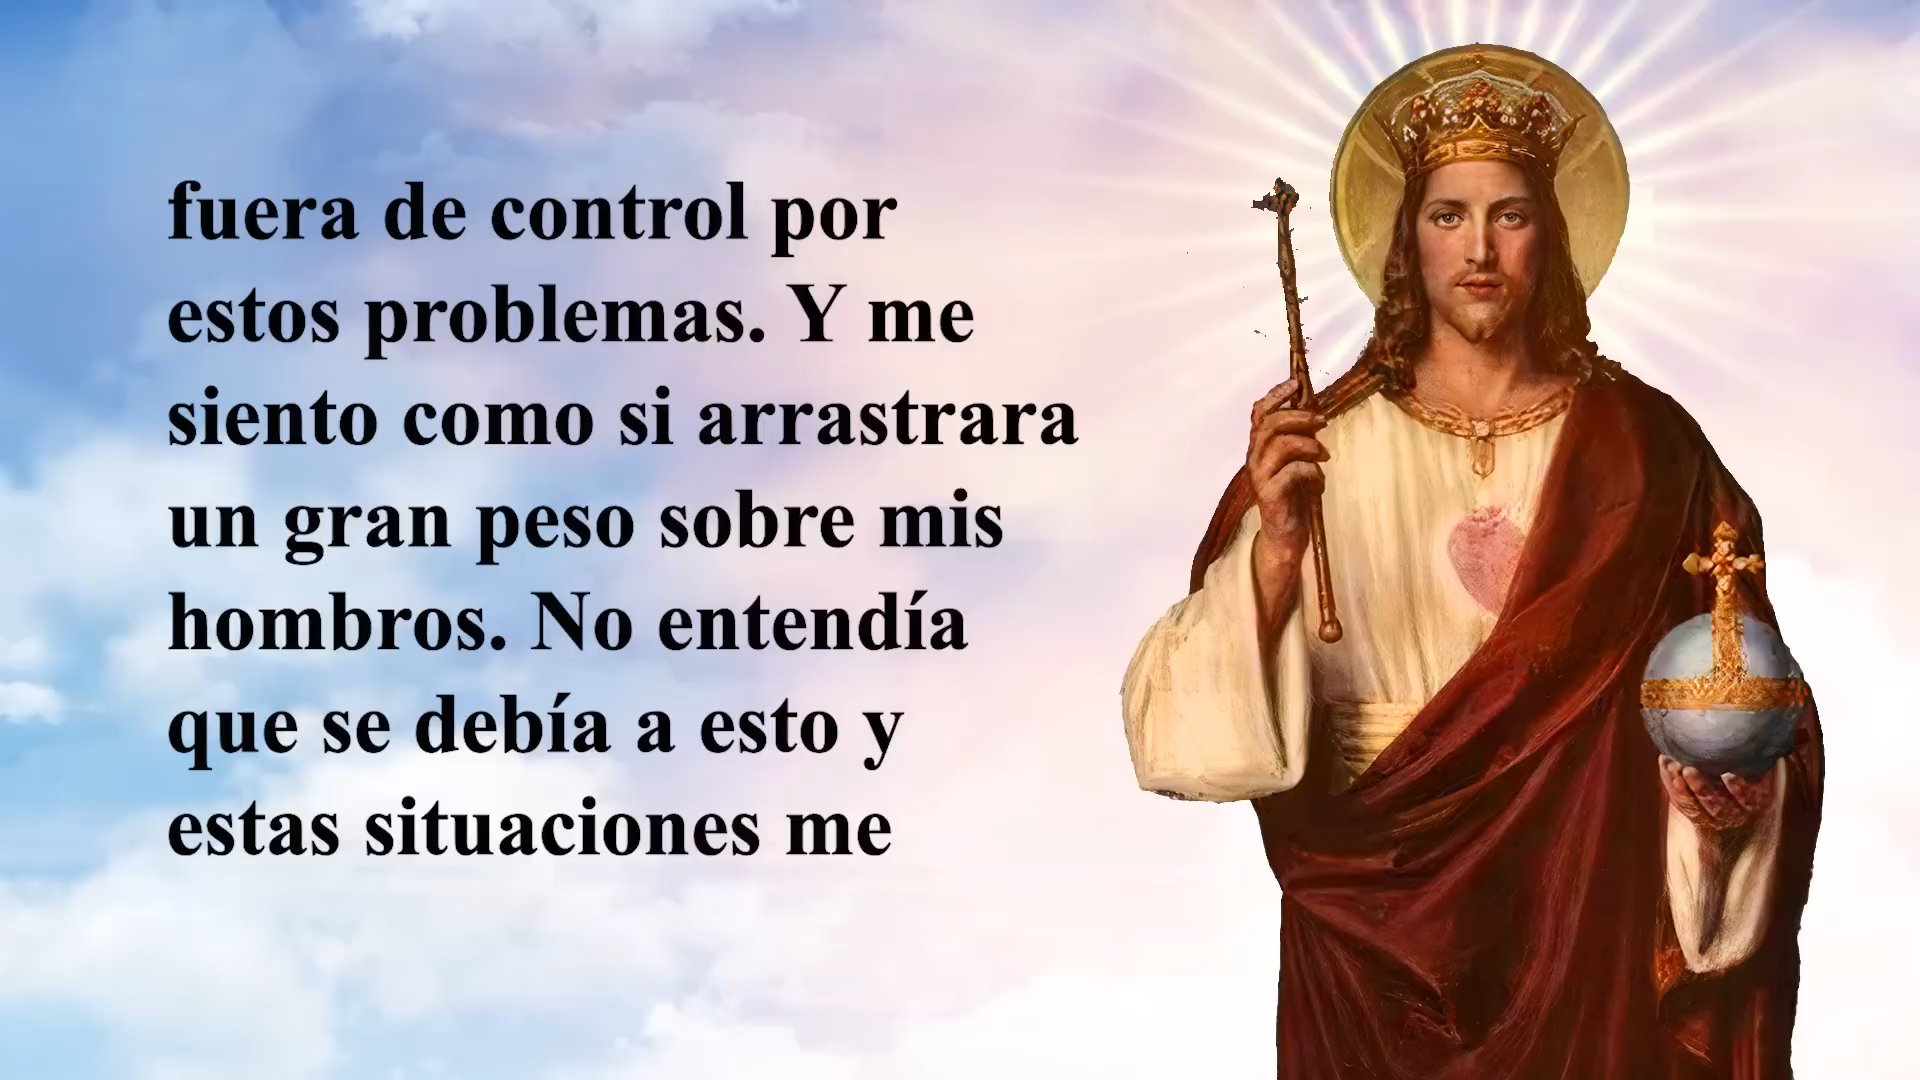 fuera de control por
estos problemas. Y me
siento como si arrastrara
un gran peso sobre mis
hombros. No entendía
que se debía a esto y
estas situaciones me